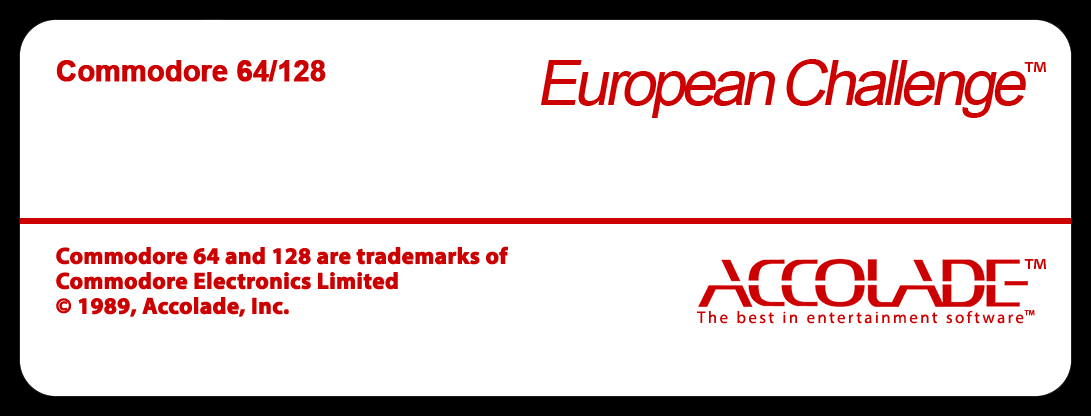 Commodore 64/128
European Challenge™
Commodore 64 and 128 are trademarks of
Commodore Electronics Limited
© 1989, Accolade, Inc.
ACCOLADE™
The best in entertainment software™